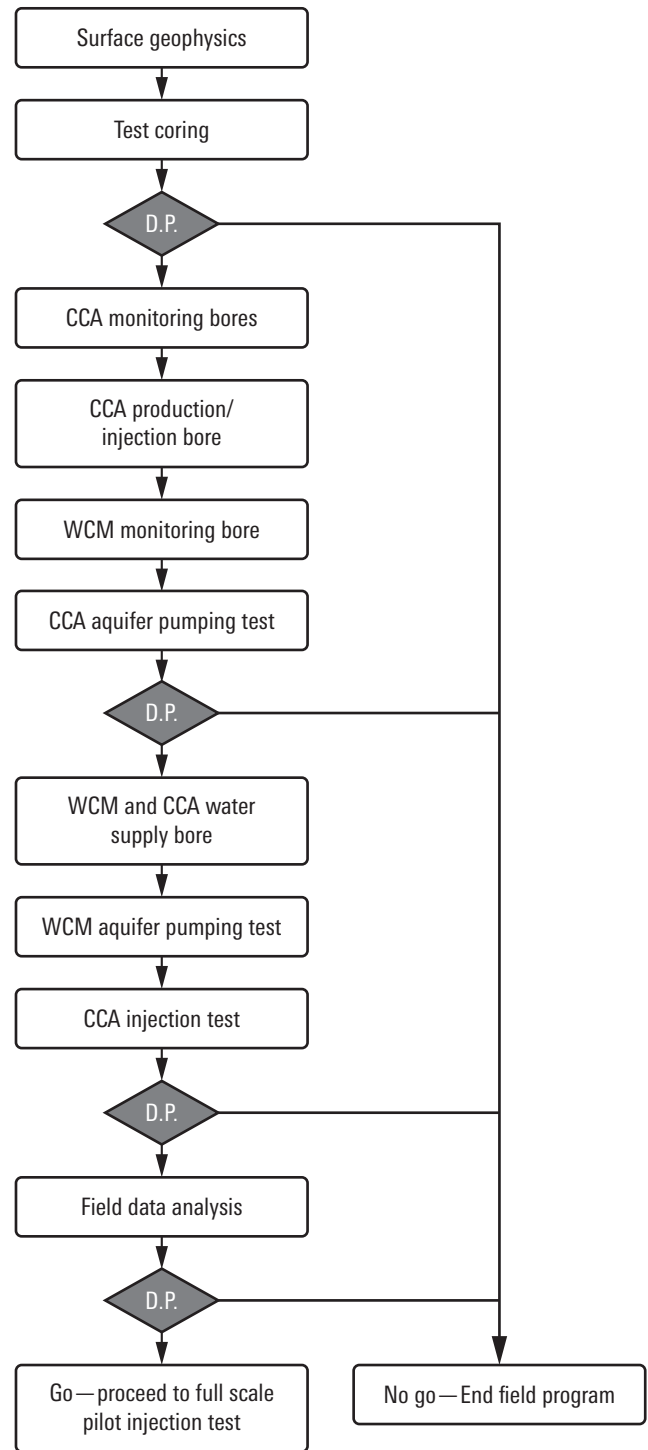 Surface geophysics
Test coring
D.P.
CCA monitoring bores
CCA production/
injection bore
WCM monitoring bore
CCA aquifer pumping test
D.P.
WCM and CCA water
supply bore
WCM aquifer pumping test
CCA injection test
D.P.
Field data analysis
D.P.
Go—proceed to full scale
pilot injection test
No go—End field program